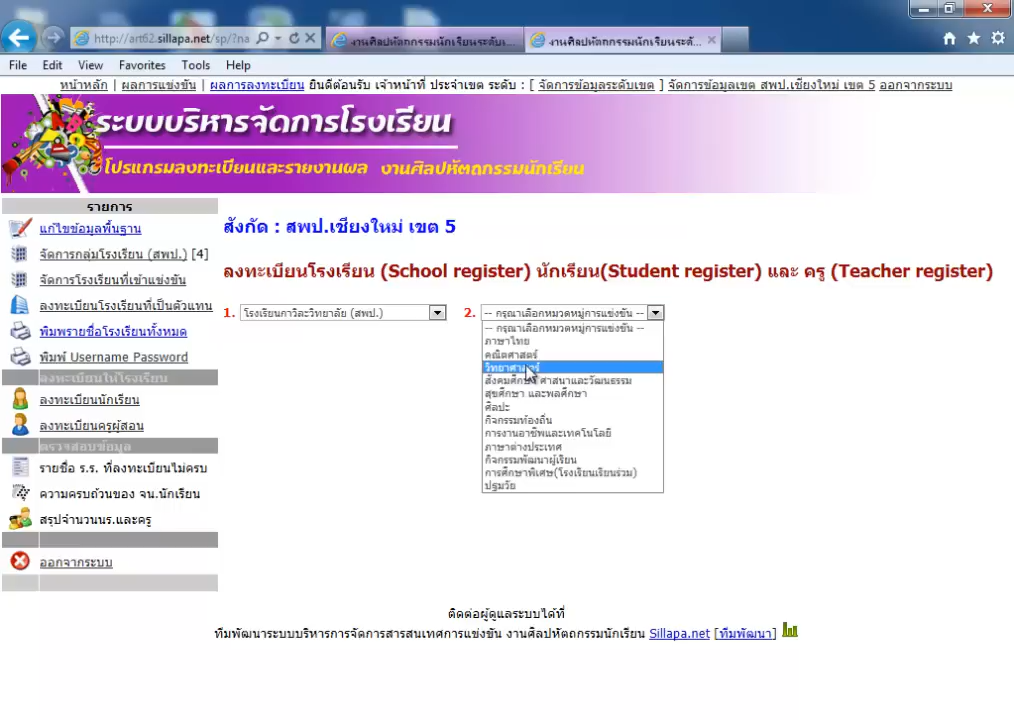 http://art62.sillapa.net/sp/?na
งานศิลปหัตถกรรมนักเรียนระดับ...
งานศิลปหัตถกรรมนักเรียนระดั...
File Edit View Favorites Tools Help
หน้าหลัก | ผลการแข่งขัน | ผลการลงทะเบียน ยินดีต้อนรับ เจ้าหน้าที่ ประจำเขต ระดับ : [ จัดการข้อมูลระดับเขต ] จัดการข้อมูลเขต สพป.เชียงใหม่ เขต 5 ออกจากระบบ
ระบบบริหารจัดการโรงเรียน
โปรแกรมลงทะเบียนและรายงานผล งานศิลปหัตถกรรมนักเรียน
รายการ
แก้ไขข้อมูลพื้นฐาน
จัดการกลุ่มโรงเรียน (สพป.) [4]
จัดการโรงเรียนที่เข้าแข่งขัน
ลงทะเบียนโรงเรียนที่เป็นตัวแทน
พิมพรายชื่อโรงเรียนทั้งหมด
พิมพ์ Username Password
ลงทะเบียนในโรงเรียน
ลงทะเบียนนักเรียน
ลงทะเบียนครูผู้สอน
ตรวจสอบข้อมูล
รายชื่อ ร.ร. ที่ลงทะเบียนไม่ครบ
ความครบถ้วนของ จน.นักเรียน
สรุปจำนวนนร.และครู
ออกจากระบบ
สังกัด : สพป.เชียงใหม่ เขต 5
ลงทะเบียนโรงเรียน (School register) นักเรียน(Student register) และ ครู (Teacher register)
1. โรงเรียนกาวิละวิทยาลัย (สพป.) 2. -- กรุณาเลือกหมวดหมู่การแข่งขัน --
-- กรุณาเลือกหมวดหมู่การแข่งขัน --
ภาษาไทย
คณิตศาสตร์
วิทยาศาสตร์
สังคมศึกษา ศาสนาและวัฒนธรรม
สุขศึกษา และพลศึกษา
ศิลปะ
กิจกรรมท้องถิ่น
การงานอาชีพและเทคโนโลยี
ภาษาต่างประเทศ
กิจกรรมพัฒนาผู้เรียน
การศึกษาพิเศษ(โรงเรียนเรียนร่วม)
ปฐมวัย
ติดต่อผู้ดูแลระบบได้ที่
ทีมพัฒนาระบบบริหารการจัดการสารสนเทศการแข่งขัน งานศิลปหัตถกรรมนักเรียน Sillapa.net [ทีมพัฒนา]